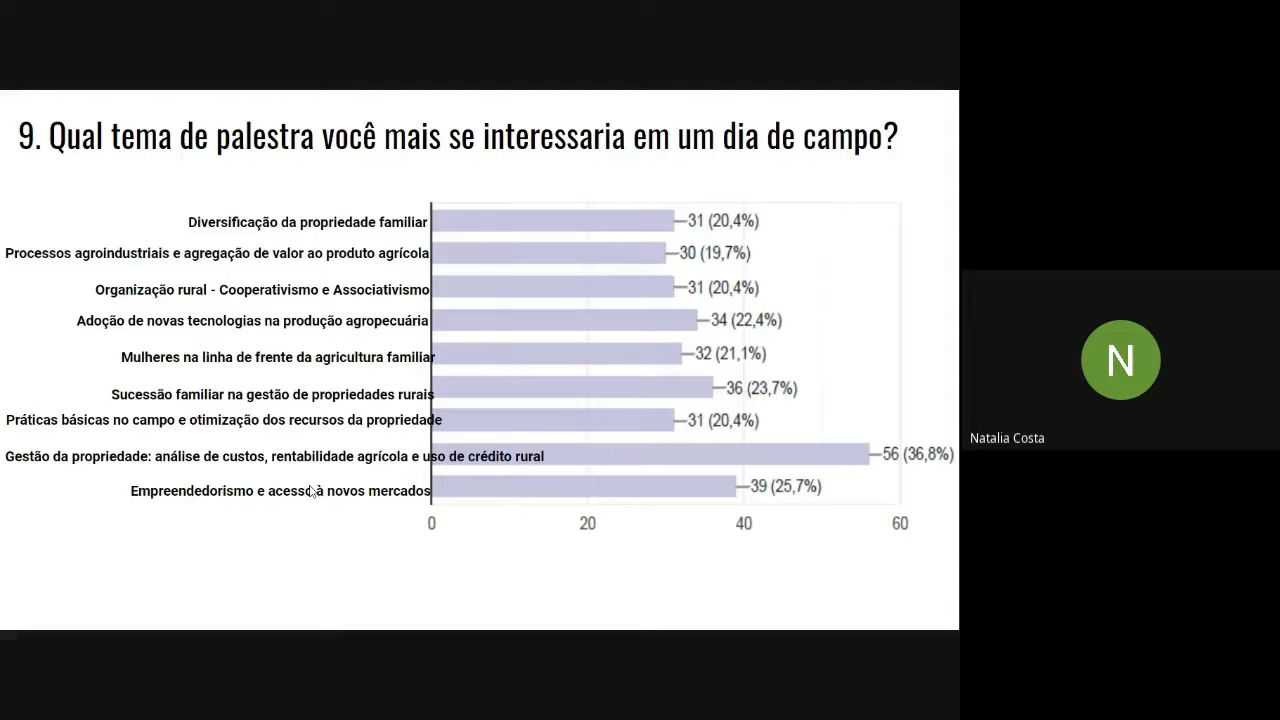 9. Qual tema de palestra você mais se interessaria em um dia de campo?
Diversificação da propriedade familiar 31 (20,4%)
Processos agroindustriais e agregação de valor ao produto agrícola 30 (19,7%)
Organização rural - Cooperativismo e Associativismo 31 (20,4%)
Adoção de novas tecnologias na produção agropecuária 34 (22,4%)
Mulheres na linha de frente da agricultura familiar 32 (21,1%)
Sucessão familiar na gestão de propriedades rurais 36 (23,7%)
Práticas básicas no campo e otimização dos recursos da propriedade 31 (20,4%)
Gestão da propriedade: análise de custos, rentabilidade agrícola e uso de crédito rural 56 (36,8%)
Empreendedorismo e acesso à novos mercados 39 (25,7%)
0 20 40 60
N
Natalia Costa